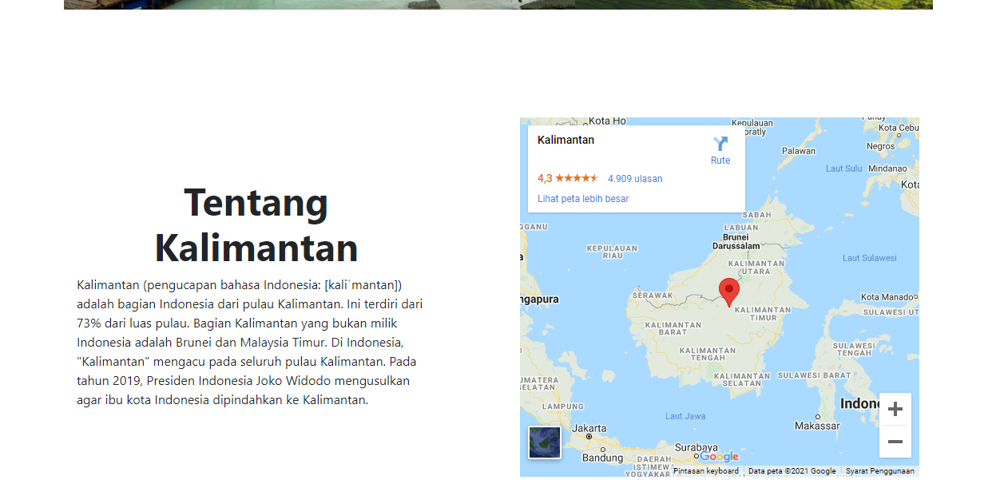 Tentang
Kalimantan
Kalimantan (pengucapan bahasa Indonesia: [kaliˈmantan])
adalah bagian Indonesia dari pulau Kalimantan. Ini terdiri dari
73% dari luas pulau. Bagian Kalimantan yang bukan milik
Indonesia adalah Brunei dan Malaysia Timur. Di Indonesia,
"Kalimantan" mengacu pada seluruh pulau Kalimantan. Pada
tahun 2019, Presiden Indonesia Joko Widodo mengusulkan
agar ibu kota Indonesia dipindahkan ke Kalimantan.
Kalimantan
Rute
4,3
4.909 ulasan
Lihat peta lebih besar
Kota Ho
Kepulauan
pratly
Palawan
Kota Cebu
Negros
Laut Sulu
Mindanao
Kota
SABAH
LABUAN
Brunei
Darussalam
GGANU
KEPULAUAN
RIAU
KALIMANTAN
UTARA
Laut Sulawesi
ngapura
SERAWAK
KALIMANTAN
TIMUR
Kota Manado
SULAWESI UT
KALIMANTAN
BARAT
KALIMANTAN
TENGAH
SULAWESI
TENGAH
KALIMANTAN
SELATAN
SULAWESI BARAT
UMATERA
SELATAN
LAMPUNG
Laut Jawa
Indone
Makassar
Jakarta
Bandung
Surabaya
DAERAH
ISTIMEW
YOGYAKAR
Google
Pintasan keyboard
Data peta ©2021 Google
Syarat Penggunaan